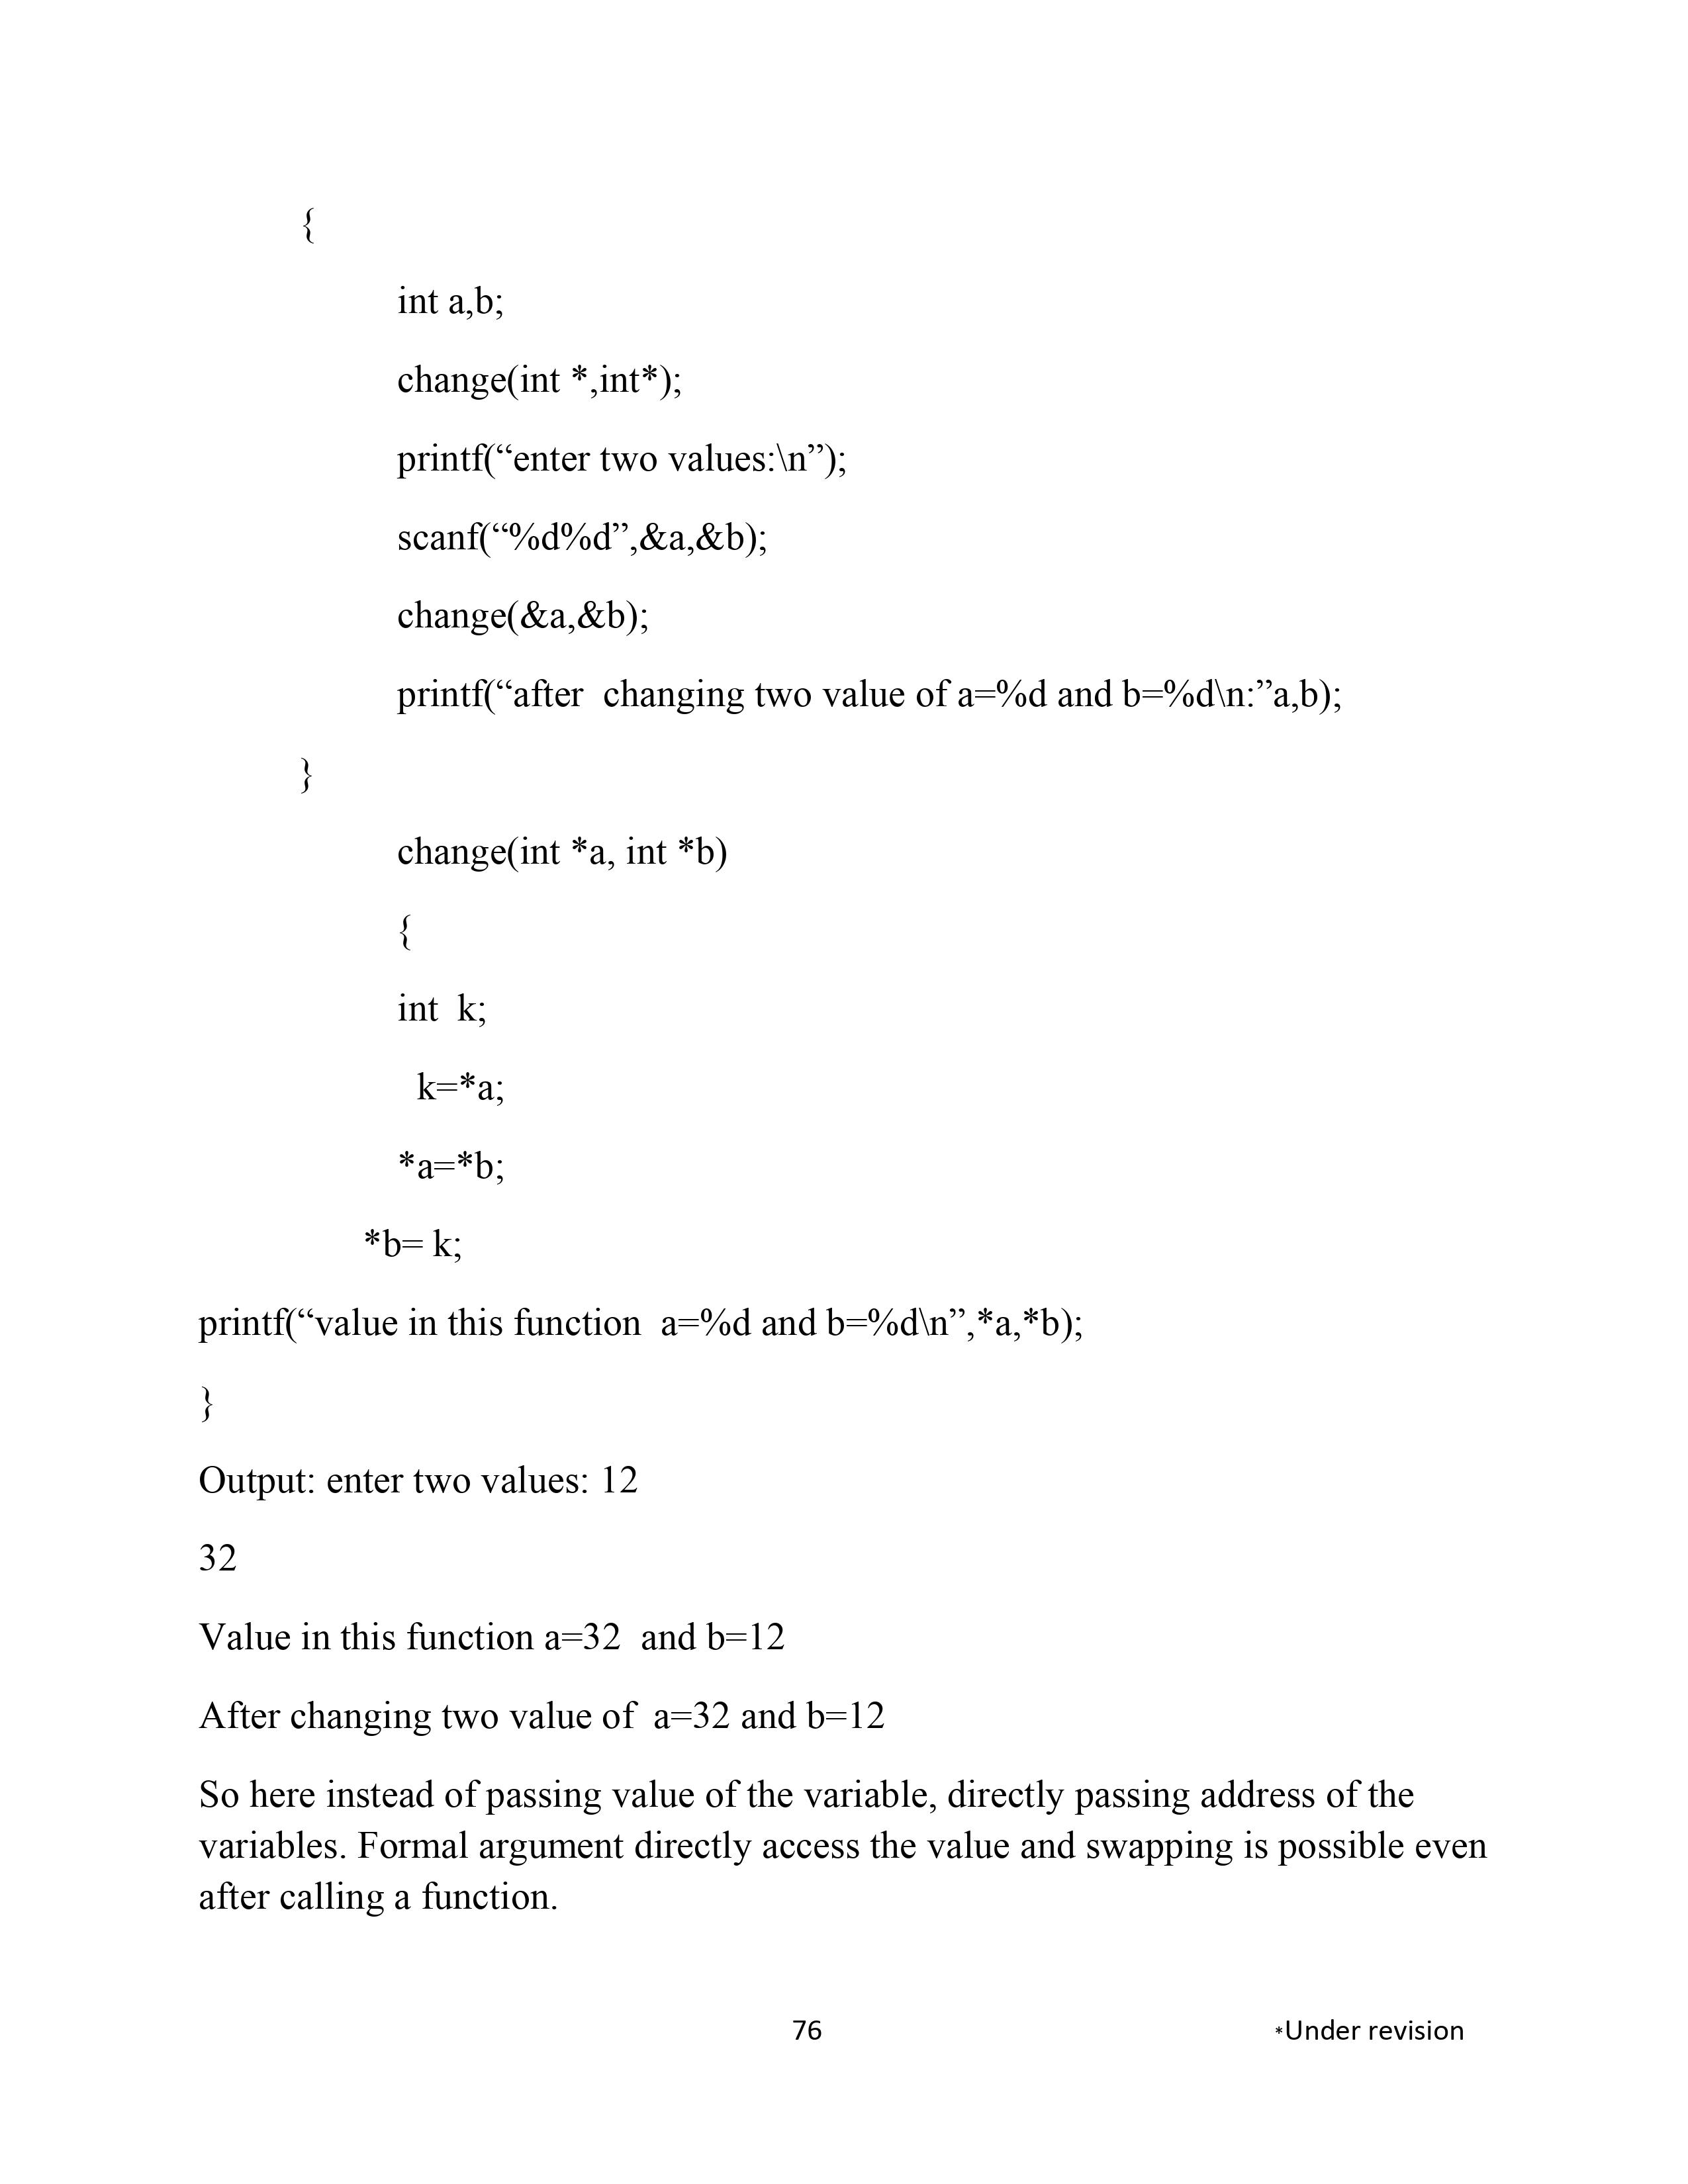 {
int a,b;
change(int *,int*);
printf(“enter two values:\n”);
scanf(“%d%d”,&a,&b);
change(&a,&b);
printf(“after  changing two value of a=%d and b=%d\n:”a,b);
}
change(int *a, int *b)
{
int  k;
k=*a;
*a=*b;
*b= k;
printf(“value in this function  a=%d and b=%d\n”,*a,*b);
}
Output: enter two values: 12
32
Value in this function a=32  and b=12
After changing two value of  a=32 and b=12
So here instead of passing value of the variable, directly passing address of the
variables. Formal argument directly access the value and swapping is possible even
after calling a function.
76 *Under revision